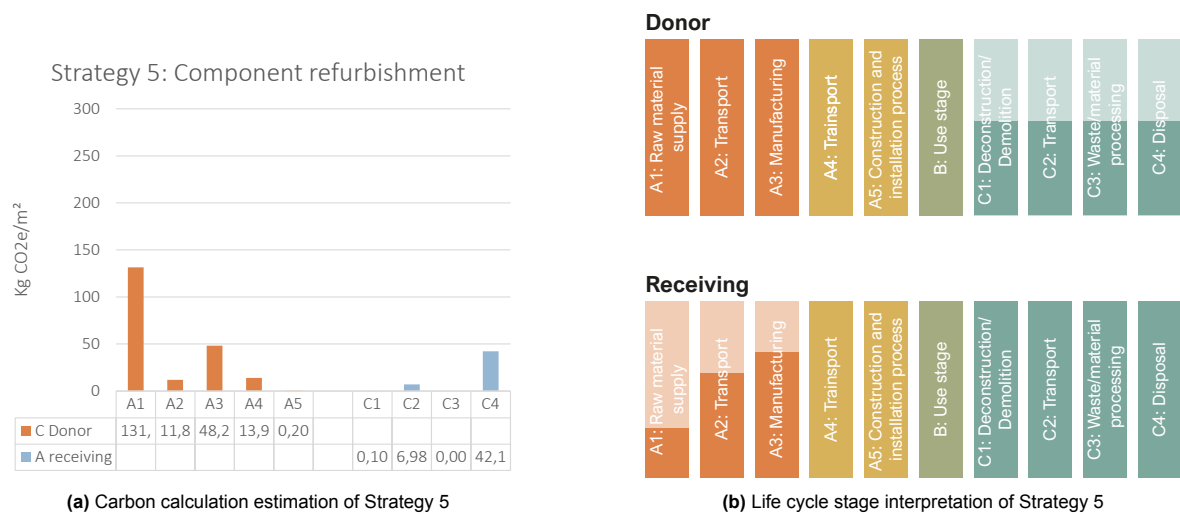 Strategy 5: Component refurbishment
Kg CO2e/m²
300
250
200
150
100
50
0
A1 A2 A3 A4 A5 C1 C2 C3 C4
C Donor 131, 11,8 48,2 13,9 0,20
A receiving 0,10 6,98 0,00 42,1
(a) Carbon calculation estimation of Strategy 5
Donor
A1: Raw material
supply
A2: Transport
A3: Manufacturing
A4: Trainsport
A5: Construction and
installation process
B: Use stage
C1: Deconstruction/
Demolition
C2: Transport
C3: Waste/material
processing
C4: Disposal
Receiving
A1: Raw material
supply
A2: Transport
A3: Manufacturing
A4: Trainsport
A5: Construction and
installation process
B: Use stage
C1: Deconstruction/
Demolition
C2: Transport
C3: Waste/material
processing
C4: Disposal
(b) Life cycle stage interpretation of Strategy 5